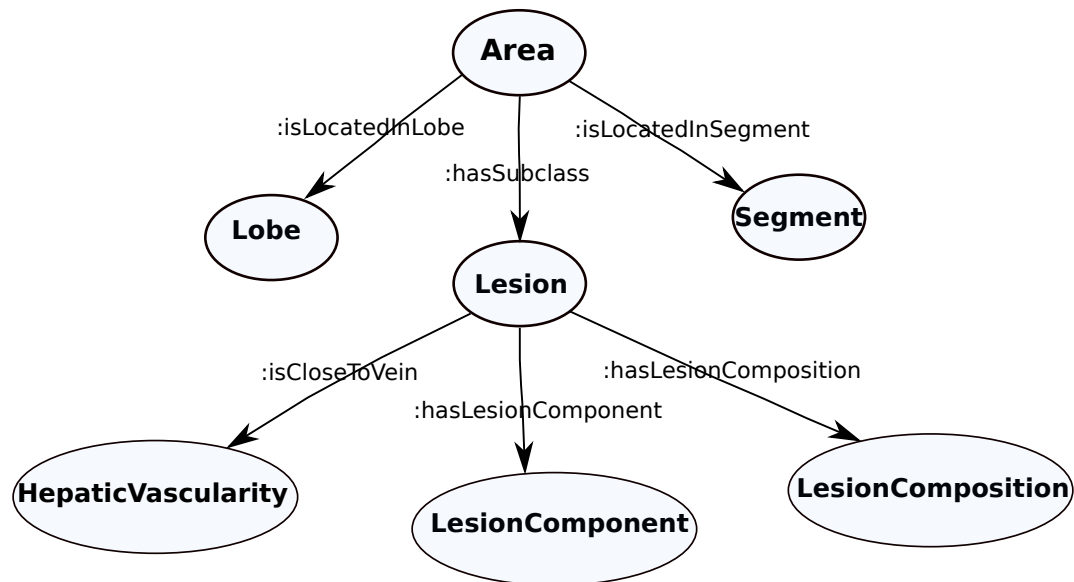 Area
:isLocatedInLobe
:isLocatedInSegment
:hasSubclass
Lobe
Segment
Lesion
:isCloseToVein
:hasLesionComposition
:hasLesionComponent
HepaticVascularity
LesionComposition
LesionComponent